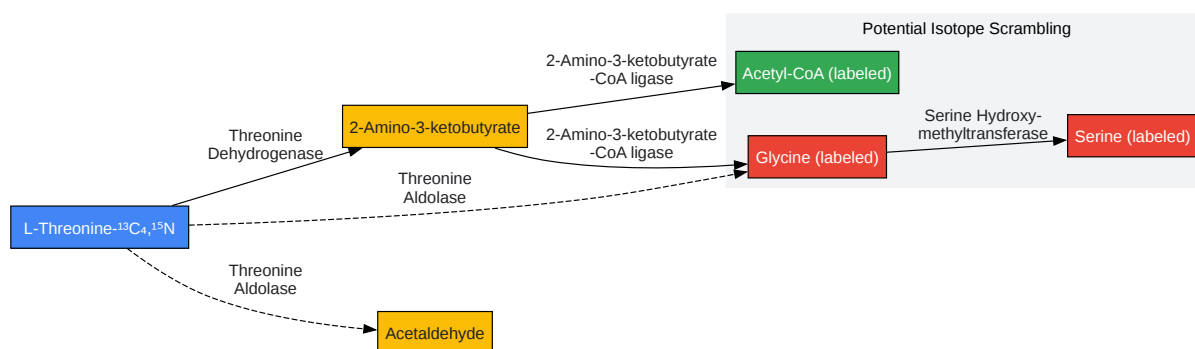 Potential Isotope Scrambling
2-Amino-3-ketobutyrate
-CoA ligase
Acetyl-CoA (labeled)
Threonine
Dehydrogenase
2-Amino-3-ketobutyrate
2-Amino-3-ketobutyrate
-CoA ligase
Serine Hydroxy-
methyltransferase
Serine (labeled)
Glycine (labeled)
Threonine
Aldolase
L-Threonine-¹³C₄,¹⁵N
Threonine
Aldolase
Acetaldehyde